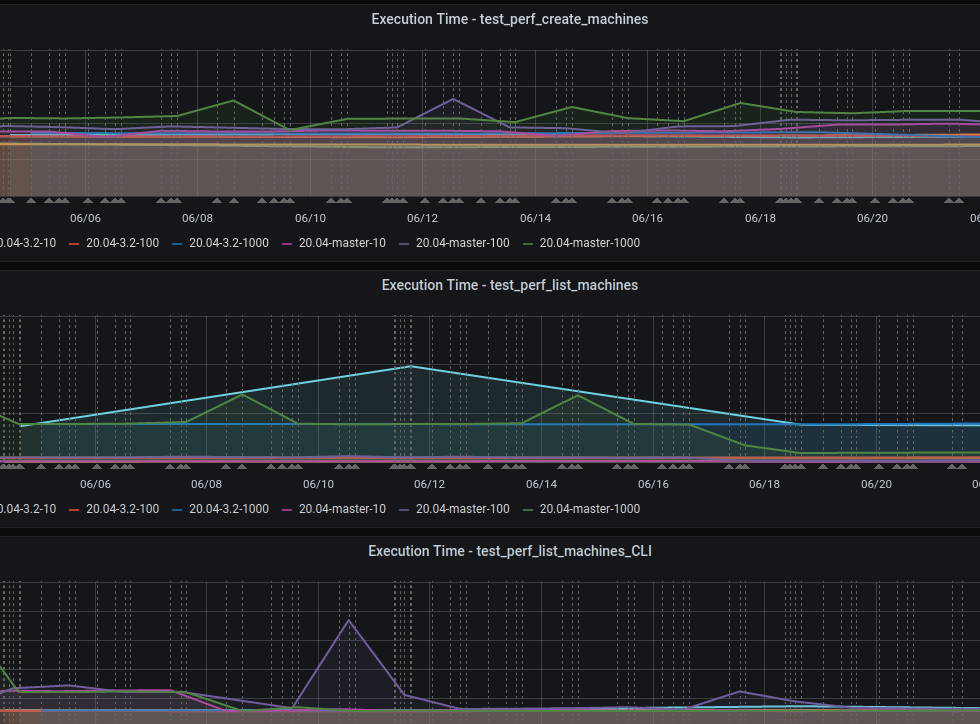 Execution Time - test_perf_create_machines
06/06 06/08 06/10 06/12 06/14 06/16 06/18 06/20 06
0.04-3.2-10 20.04-3.2-100 20.04-3.2-1000 20.04-master-10 20.04-master-100 20.04-master-1000
Execution Time - test_perf_list_machines
06/06 06/08 06/10 06/12 06/14 06/16 06/18 06/20 0
0.04-3.2-10 20.04-3.2-100 20.04-3.2-1000 20.04-master-10 20.04-master-100 20.04-master-1000
Execution Time - test_perf_list_machines_CLI